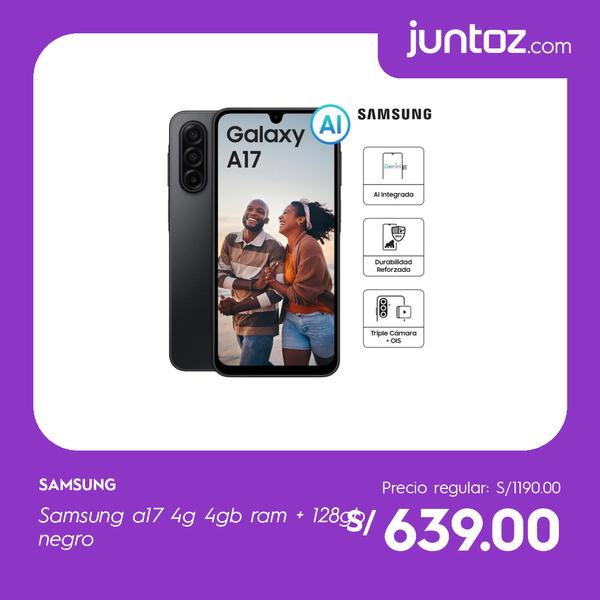 juntoz.com
Galaxy
A17
AI
SAMSUNG
Gemini
AI Integrada
Durabilidad
Reforzada
Triple Cámara
+ OIS
SAMSUNG
Samsung a17 4g 4gb ram + 128gb
negro
Precio regular: S/1190.00
S/ 639.00